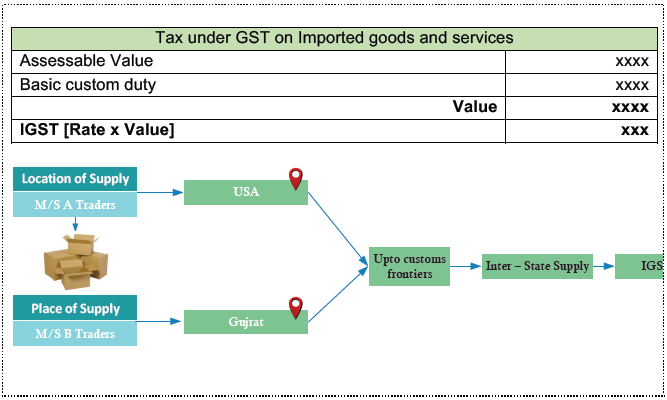 Tax under GST on Imported goods and services
Assessable Value xxxx
Basic custom duty xxxx
Value xxxx
IGST [Rate x Value] xxx
Location of Supply
M/S A Traders
USA
Upto customs
frontiers
Inter – State Supply
IGS
Place of Supply
M/S B Traders
Gujrat